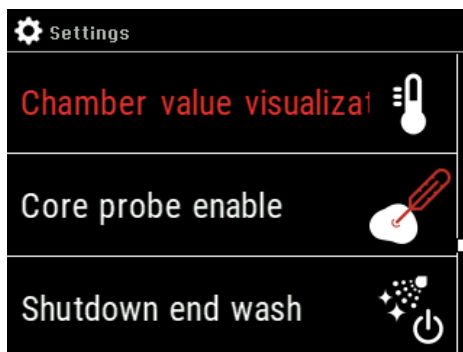 Settings
Chamber value visualizat
Core probe enable
Shutdown end wash